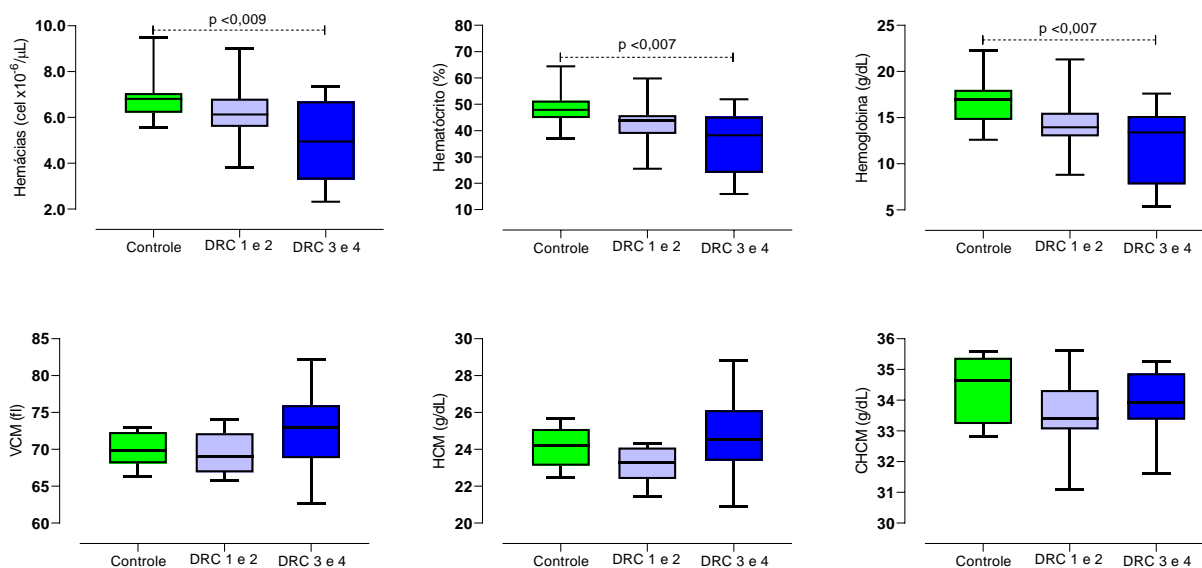 p <0,009
Hemácias (cel x10⁻⁶/µL)
10.0
8.0
6.0
4.0
2.0
Controle
DRC 1 e 2
DRC 3 e 4
p <0,007
Hematócrito (%)
80
70
60
50
40
30
20
10
Controle
DRC 1 e 2
DRC 3 e 4
p <0,007
Hemoglobina (g/dL)
25
20
15
10
5
Controle
DRC 1 e 2
DRC 3 e 4
VCM (fl)
85
80
75
70
65
60
Controle
DRC 1 e 2
DRC 3 e 4
HCM (g/dL)
30
28
26
24
22
20
Controle
DRC 1 e 2
DRC 3 e 4
CHCM (g/dL)
36
35
34
33
32
31
30
Controle
DRC 1 e 2
DRC 3 e 4